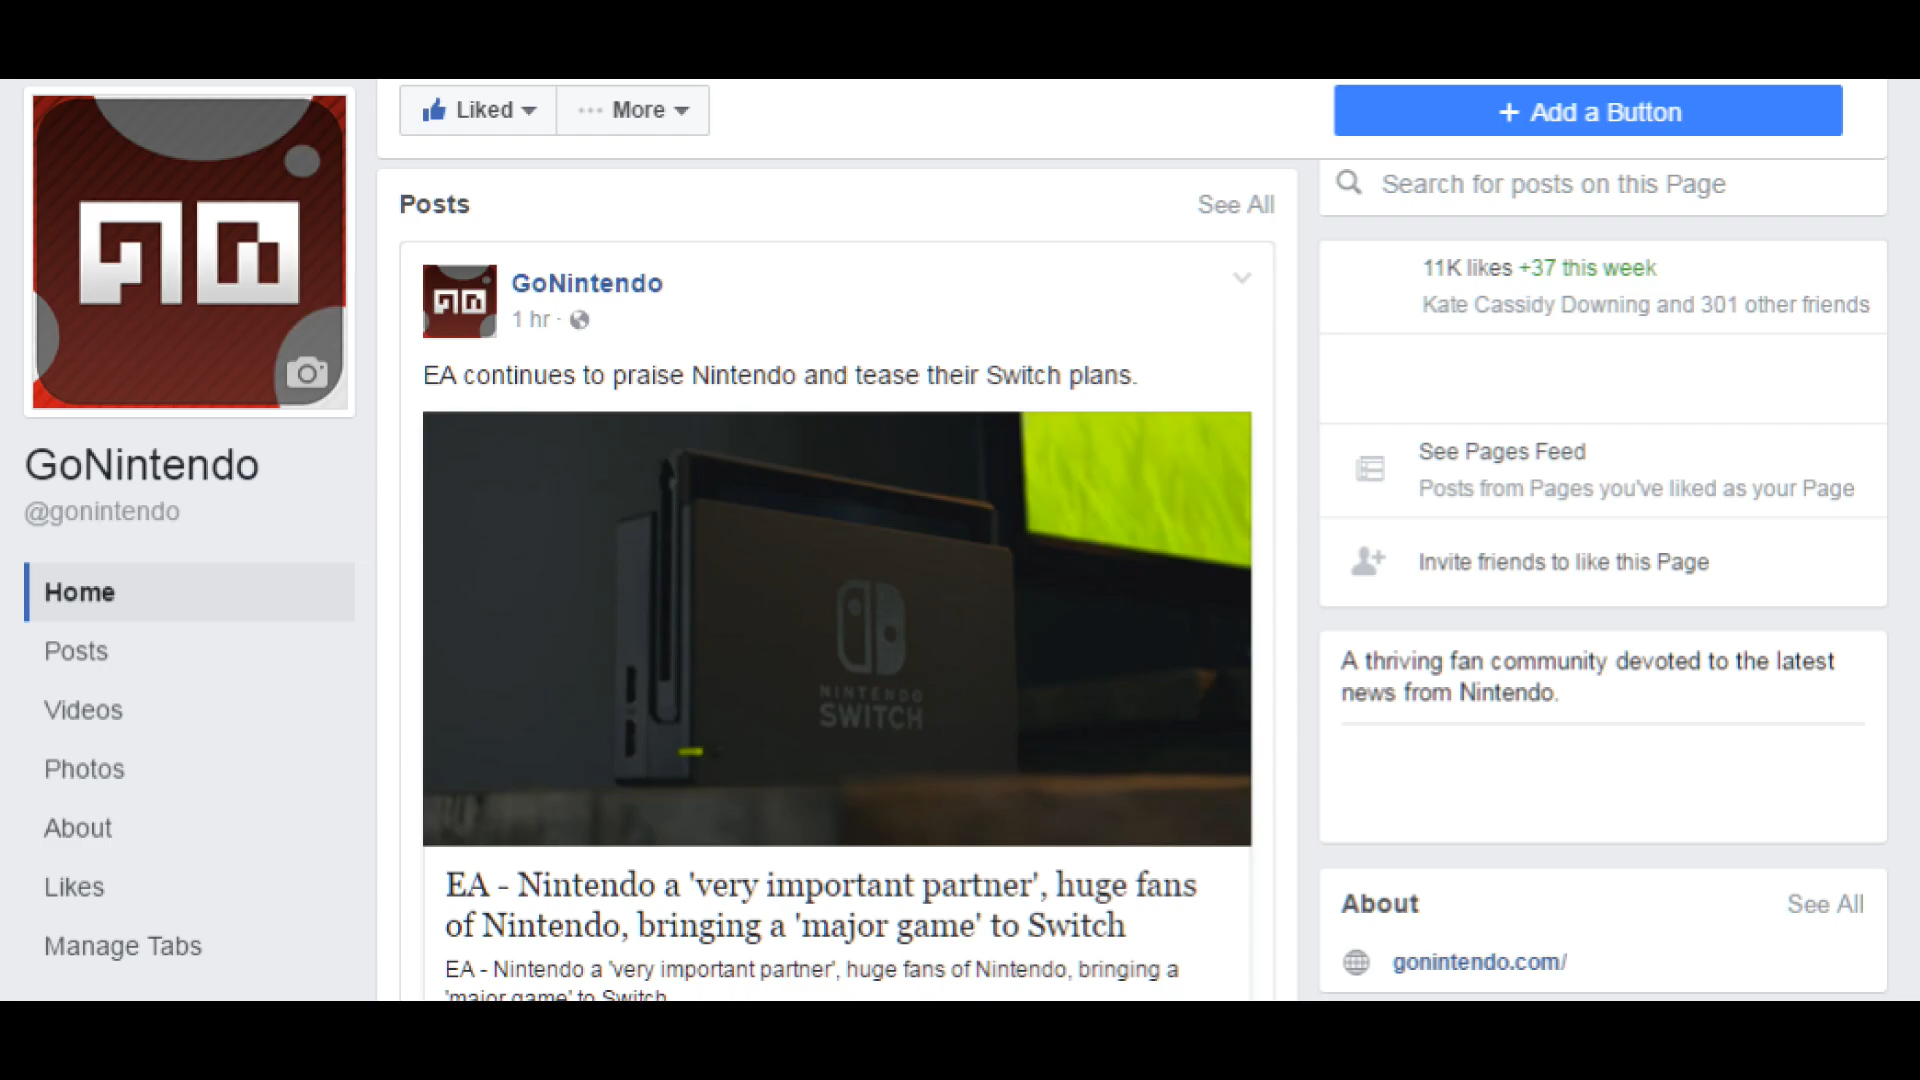 Liked
More
+ Add a Button
Posts
See All
Search for posts on this Page
GoNintendo
1 hr ·
EA continues to praise Nintendo and tease their Switch plans.
NINTENDO
SWITCH
EA - Nintendo a 'very important partner', huge fans
of Nintendo, bringing a 'major game' to Switch
EA - Nintendo a 'very important partner', huge fans of Nintendo, bringing a
'major game' to Switch
GoNintendo
@gonintendo
Home
Posts
Videos
Photos
About
Likes
Manage Tabs
11K likes +37 this week
Kate Cassidy Downing and 301 other friends
See Pages Feed
Posts from Pages you've liked as your Page
Invite friends to like this Page
A thriving fan community devoted to the latest
news from Nintendo.
About
See All
gonintendo.com/